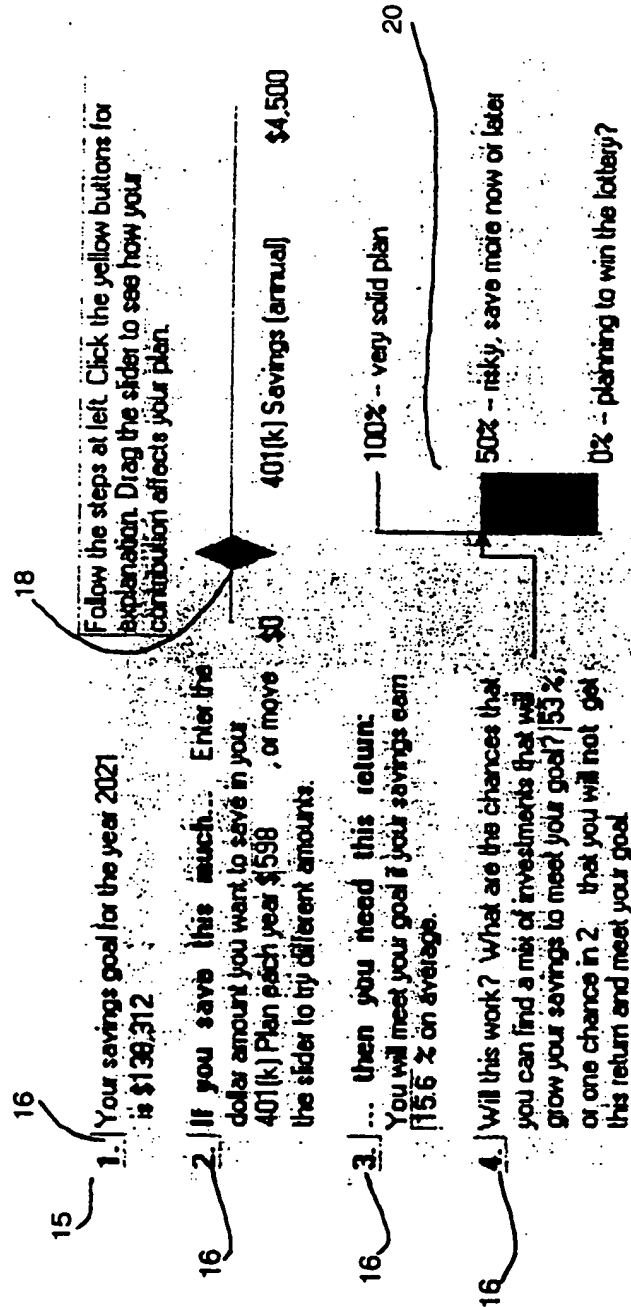 15
16
18
Follow the steps at left. Click the yellow buttons for
explanation. Drag the slider to see how your
contribution affects your plan.
1. Your savings goal for the year 2021
is $139,312
16
2. If you save this much... Enter the
dollar amount you want to save in your
401(k) Plan each year $598 , or move
the slider to try different amounts.
$0
401(k) Savings (annual)
$4,500
16
3. ... then you need this return:
You will meet your goal if your savings earn
15.6 % on average.
16
4. Will this work? What are the chances that
you can find a mix of investments that will
grow your savings to meet your goal? 53%,
or one chance in 2 that you will not get
this return and meet your goal.
100% -- very solid plan
20
50% -- risky, save more now or later
0% -- planning to win the lottery?